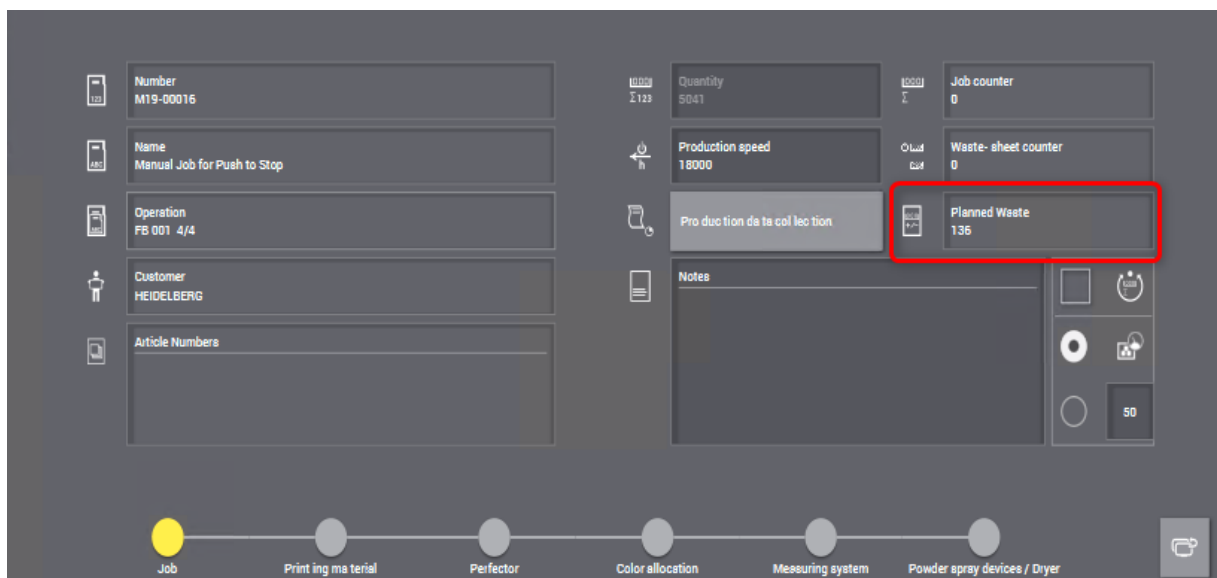 Number
M19-00016
Name
Manual Job for Push to Stop
Operation
FB 001 4/4
Customer
HEIDELBERG
Article Numbers
Quantity
5041
Production speed
18000
Production data collection
Notes
Job counter
0
Waste- sheet counter
0
Planned Waste
136
50
Job
Printing material
Perfector
Color allocation
Measuring system
Powder spray devices / Dryer